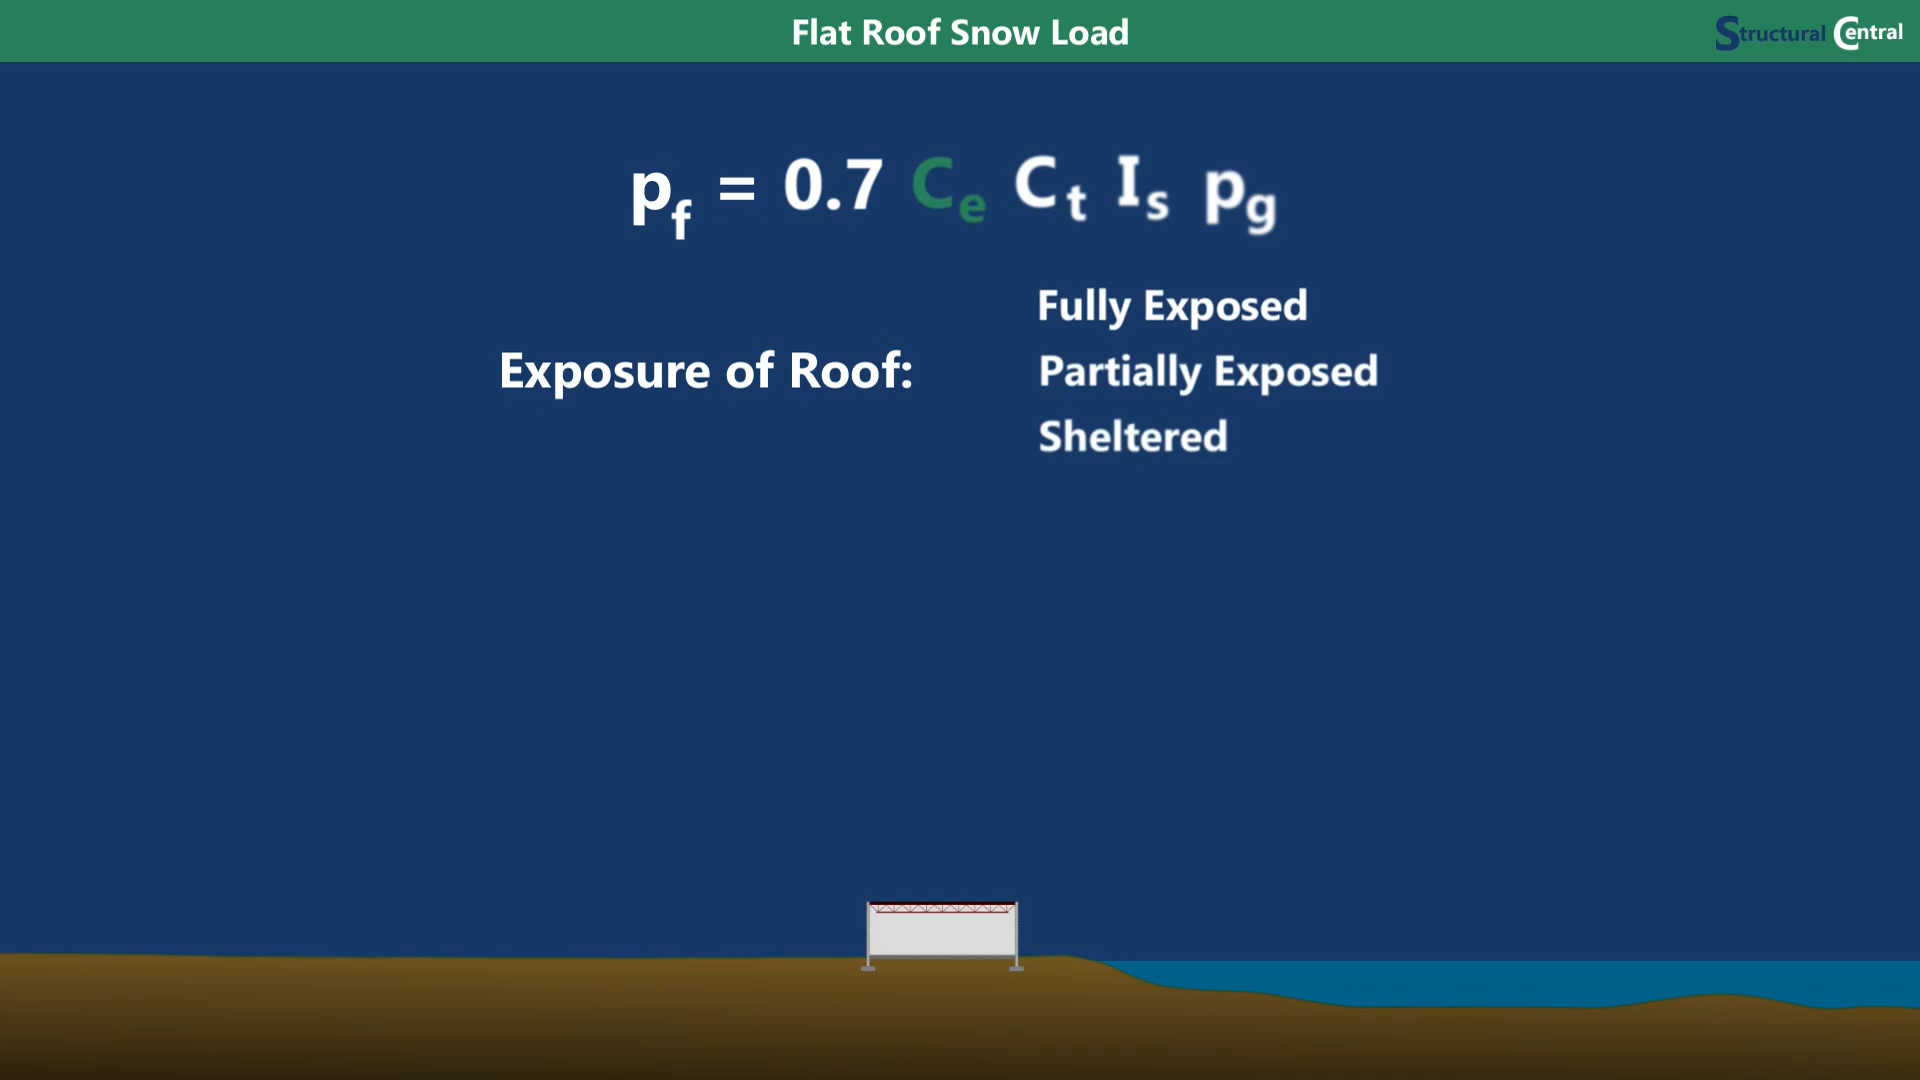 Flat Roof Snow Load
Structural Central
pf = 0.7 Ce Ct Is pg
Fully Exposed
Exposure of Roof:
Partially Exposed
Sheltered